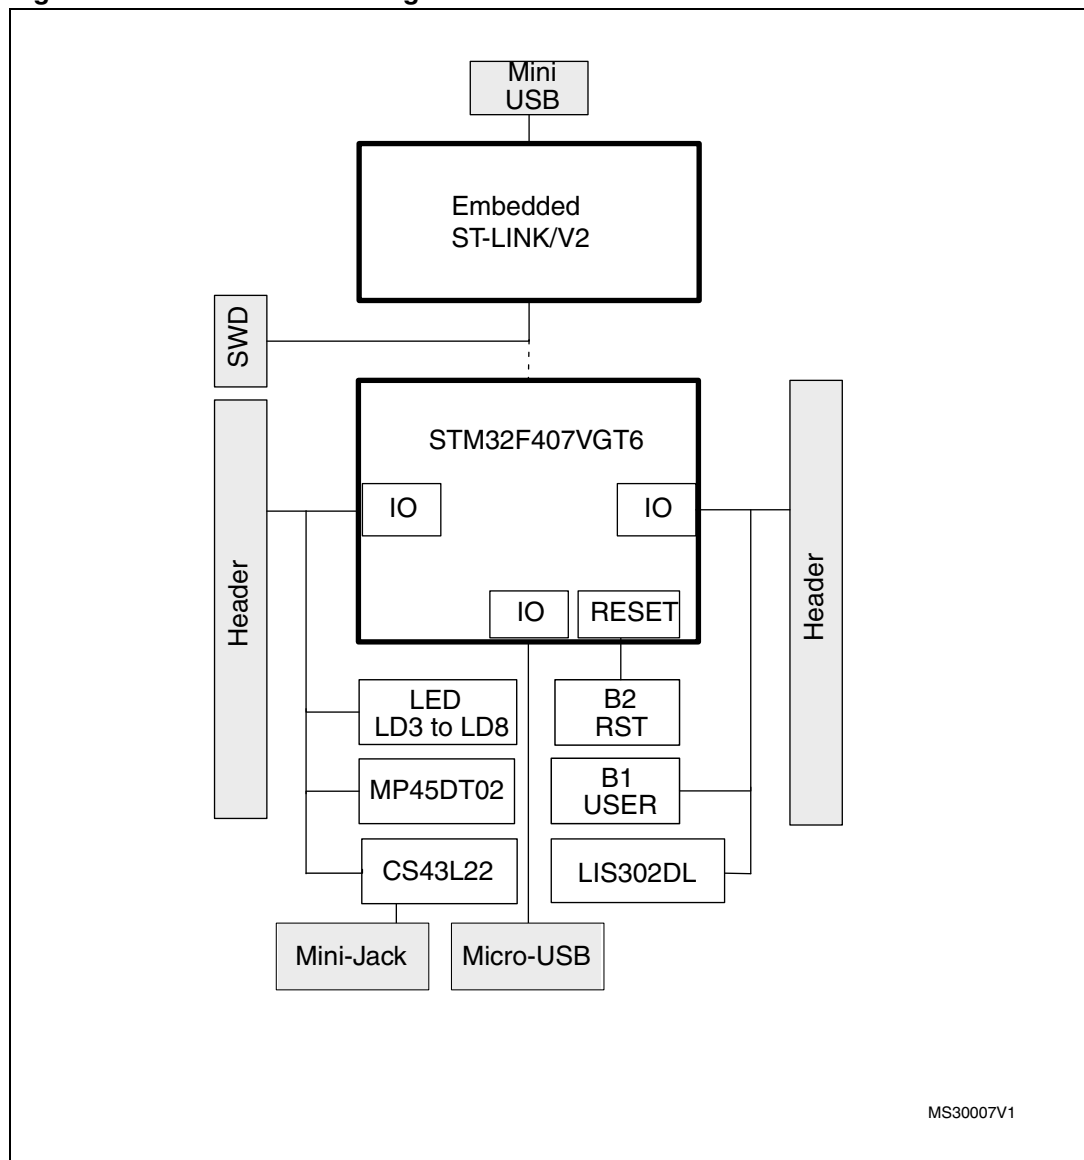 Mini
USB
Embedded
ST-LINK/V2
SWD
STM32F407VGT6
IO
IO
Header
Header
IO
RESET
LED
LD3 to LD8
B2
RST
MP45DT02
B1
USER
CS43L22
LIS302DL
Mini-Jack
Micro-USB
MS30007V1